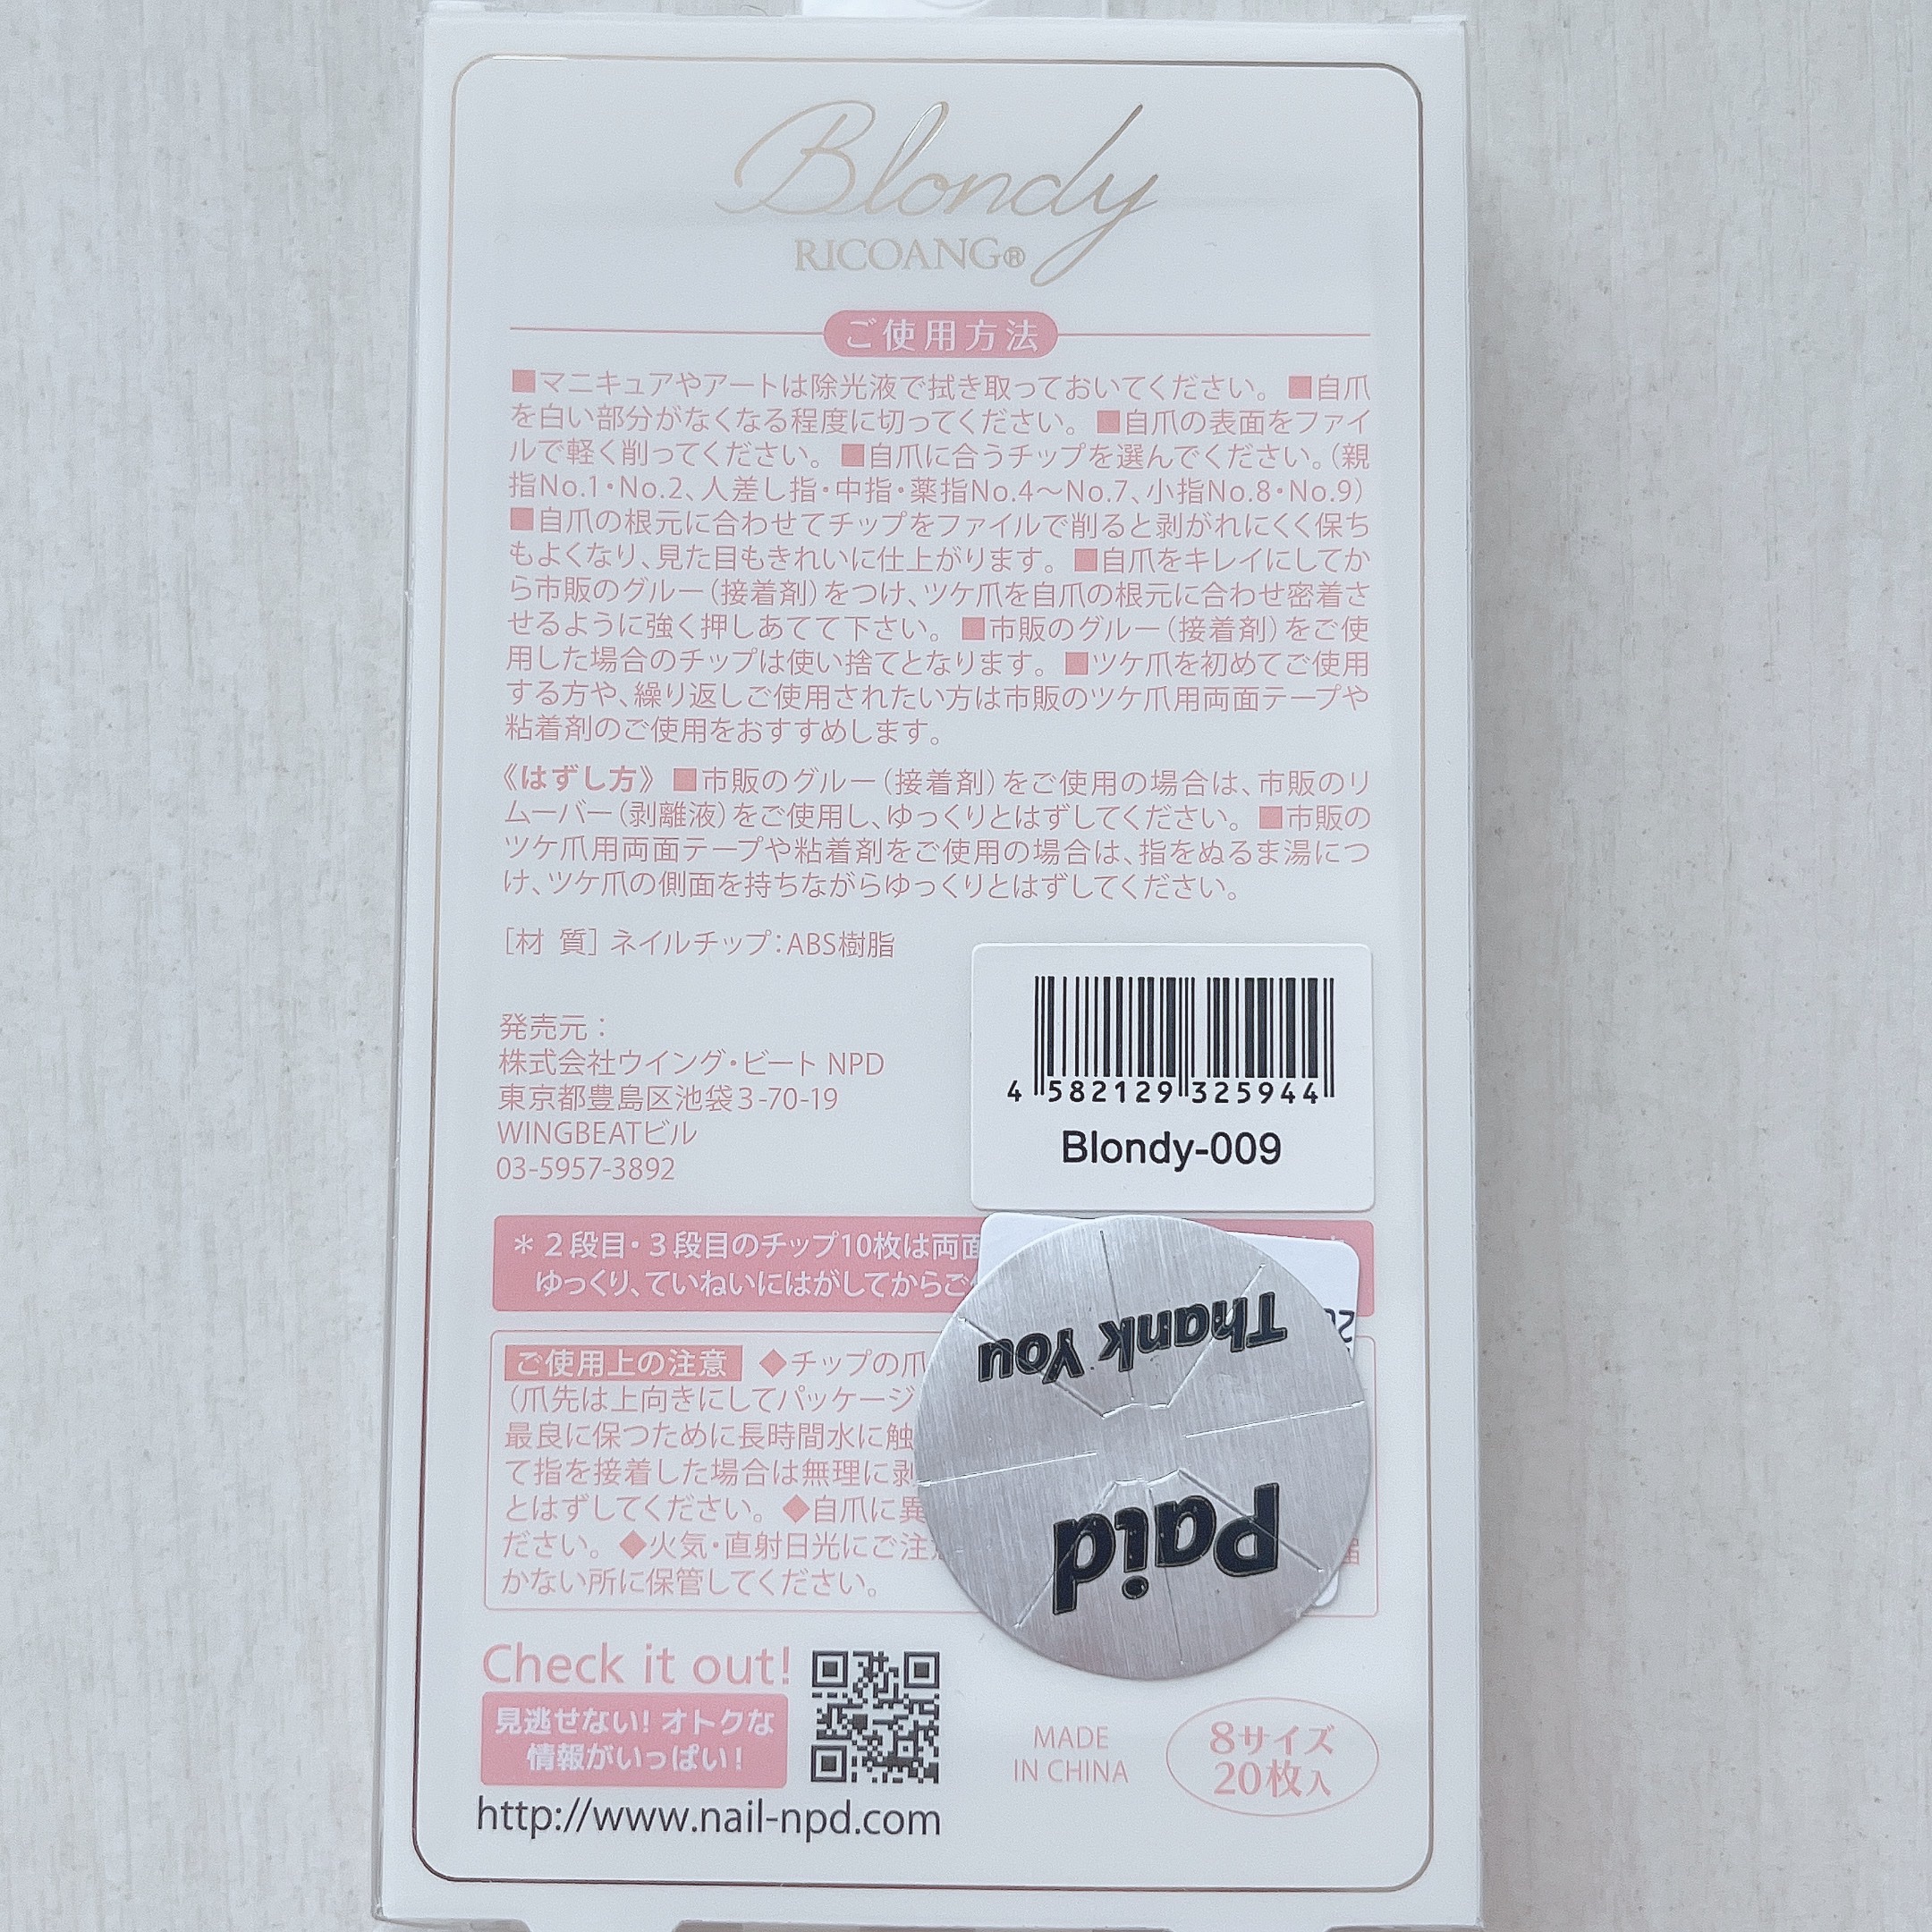 Blondy
RICOANG®
ご使用方法
■マニキュアやアートは除光液で拭き取っておいてください。■自爪
を白い部分がなくなる程度に切ってください。■自爪の表面をファイ
ルで軽く削ってください。■自爪に合うチップを選んでください。(親
指No.1・No.2、人差し指・中指・薬指No.4〜No.7、小指No.8・No.9)
■自爪の根元に合わせてチップをファイルで削ると剥がれにくく保ち
もよくなり、見た目もきれいに仕上がります。■自爪をキレイにしてか
ら市販のグルー(接着剤)をつけ、ツケ爪を自爪の根元に合わせ密着さ
せるように強く押しあてて下さい。■市販のグルー(接着剤)をご使
用した場合のチップは使い捨てとなります。■ツケ爪を初めてご使用
する方や、繰り返しご使用されたい方は市販のツケ爪用両面テープや
粘着剤のご使用をおすすめします。
《はずし方》■市販のグルー(接着剤)をご使用の場合は、市販のリ
ムーバー(剥離液)をご使用し、ゆっくりとはずしてください。■市販の
ツケ爪用両面テープや粘着剤をご使用の場合は、指をぬるま湯につ
け、ツケ爪の側面を持ちながらゆっくりとはずしてください。
[材 質] ネイルチップ:ABS樹脂
発売元:
株式会社ウイング・ビート NPD
東京都豊島区池袋3-70-19
WINGBEATビル
03-5957-3892
4 582129 325944
Blondy-009
*2段目・3段目のチップ10枚は両面
ゆっくり、ていねいにはがしてからご
Thank You
Paid
ご使用上の注意 ◆チップの爪
(爪先は上向きにしてパッケージ
最良に保つために長時間水に触
て指を接着した場合は無理に剥
とはずしてください。◆自爪に異
ださい。◆火気・直射日光にご注
かない所に保管してください。
Check it out!
見逃せない!オトクな
情報がいっぱい!
http://www.nail-npd.com
MADE
IN CHINA
8サイズ
20枚入